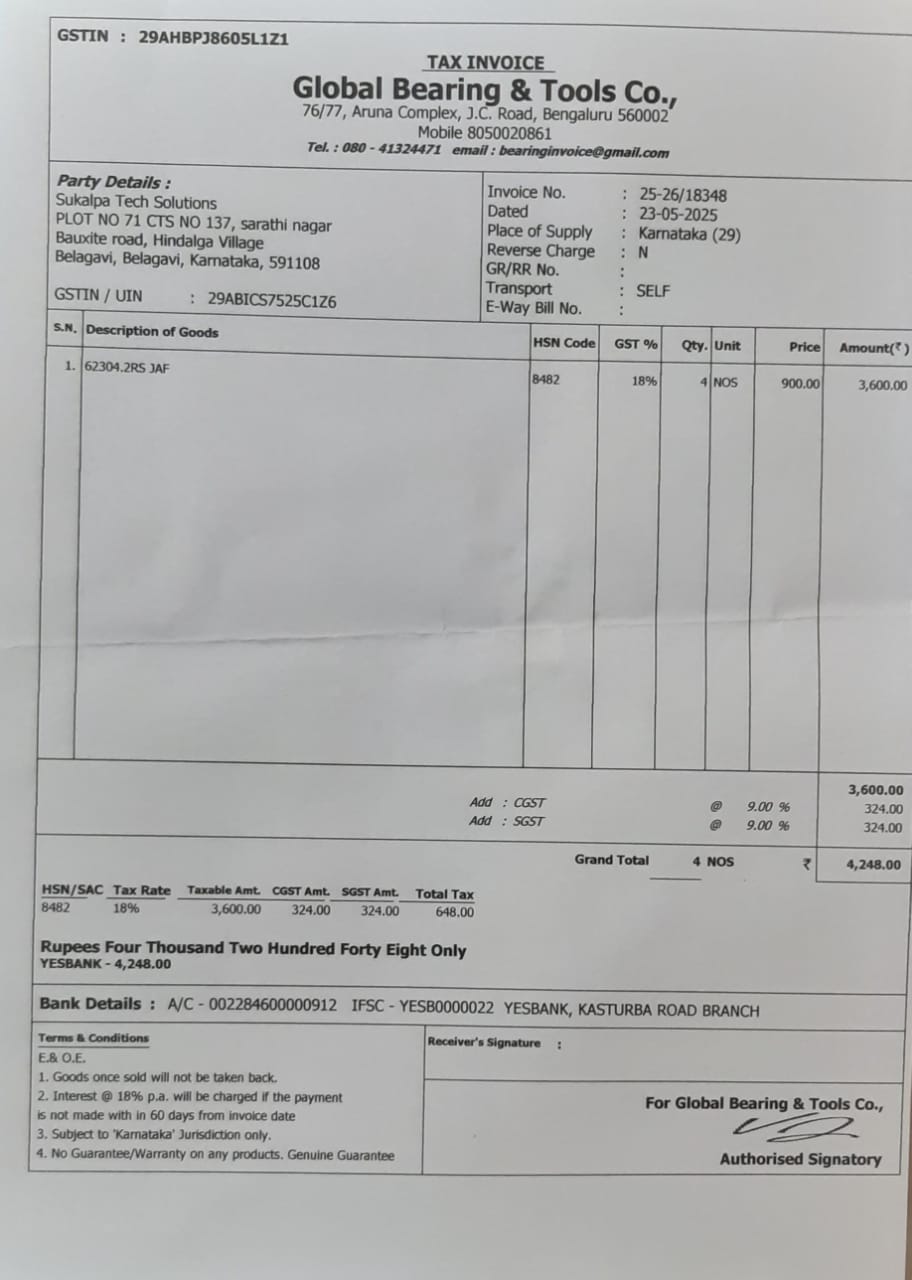 GSTIN : 29AHBPJ8605L1Z1
TAX INVOICE
Global Bearing & Tools Co.,
76/77, Aruna Complex, J.C. Road, Bengaluru 560002
Mobile 8050020861
Tel. : 080 - 41324471 email : bearinginvoice@gmail.com
Party Details :
Sukalpa Tech Solutions
PLOT NO 71 CTS NO 137, sarathi nagar
Bauxite road, Hindalga Village
Belagavi, Belagavi, Karnataka, 591108
GSTIN / UIN : 29ABICS7525C1Z6
Invoice No. : 25-26/18348
Dated : 23-05-2025
Place of Supply : Karnataka (29)
Reverse Charge : N
GR/RR No. :
Transport : SELF
E-Way Bill No. :
S.N. Description of Goods HSN Code GST % Qty. Unit Price Amount(₹)
1. 62304.2RS JAF 8482 18% 4 NOS 900.00 3,600.00
3,600.00
Add : CGST @ 9.00 % 324.00
Add : SGST @ 9.00 % 324.00
Grand Total 4 NOS ₹ 4,248.00
HSN/SAC Tax Rate Taxable Amt. CGST Amt. SGST Amt. Total Tax
8482 18% 3,600.00 324.00 324.00 648.00
Rupees Four Thousand Two Hundred Forty Eight Only
YESBANK - 4,248.00
Bank Details : A/C - 002284600000912 IFSC - YESB0000022 YESBANK, KASTURBA ROAD BRANCH
Terms & Conditions
E.& O.E.
1. Goods once sold will not be taken back.
2. Interest @ 18% p.a. will be charged if the payment
is not made with in 60 days from invoice date
3. Subject to 'Karnataka' Jurisdiction only.
4. No Guarantee/Warranty on any products. Genuine Guarantee
Receiver's Signature :
For Global Bearing & Tools Co.,
Authorised Signatory